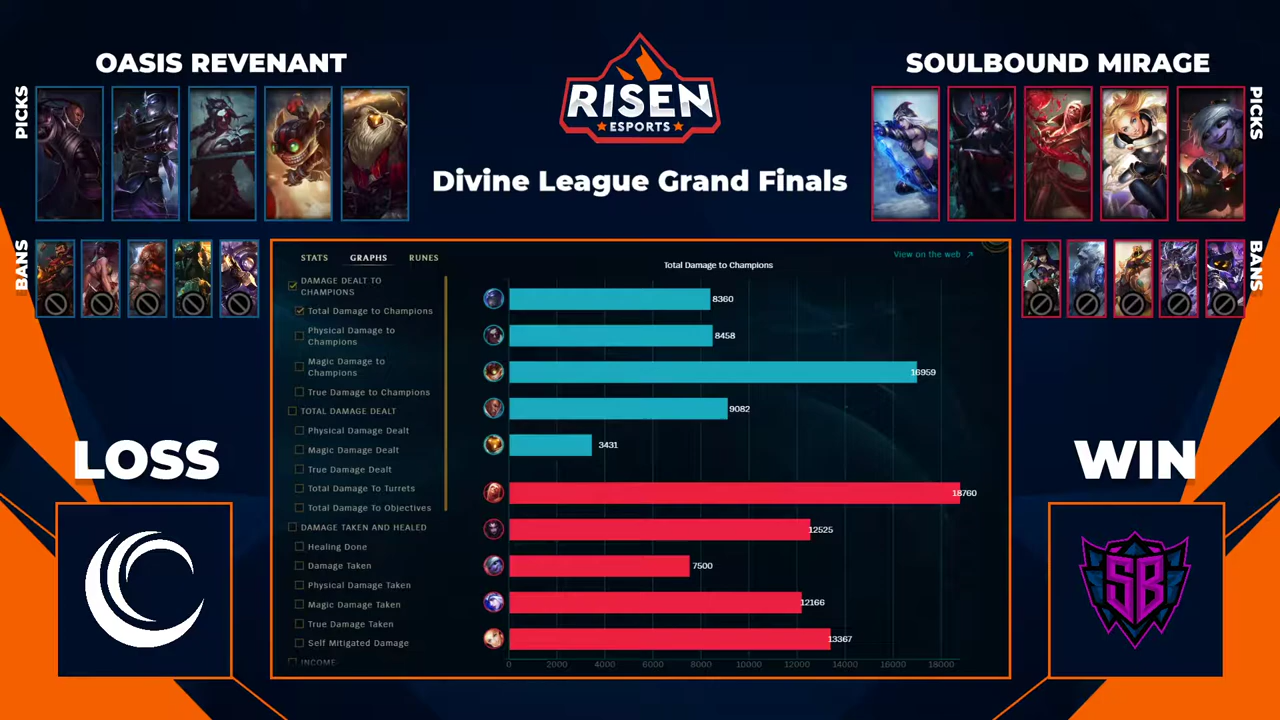 OASIS REVENANT
PICKS
BANS
RISEN
ESPORTS
Divine League Grand Finals
SOULBOUND MIRAGE
PICKS
BANS
STATS GRAPHS RUNES
View on the web
DAMAGE DEALT TO
CHAMPIONS
Total Damage to Champions
Physical Damage to
Champions
Magic Damage to
Champions
True Damage to Champions
TOTAL DAMAGE DEALT
Physical Damage Dealt
Magic Damage Dealt
True Damage Dealt
Total Damage To Turrets
Total Damage To Objectives
DAMAGE TAKEN AND HEALED
Healing Done
Damage Taken
Physical Damage Taken
Magic Damage Taken
True Damage Taken
Self Mitigated Damage
INCOME
Total Damage to Champions
8360
8458
16959
9082
3431
18760
12525
7500
12166
13367
0 2000 4000 6000 8000 10000 12000 14000 16000 18000
LOSS
WIN
SB